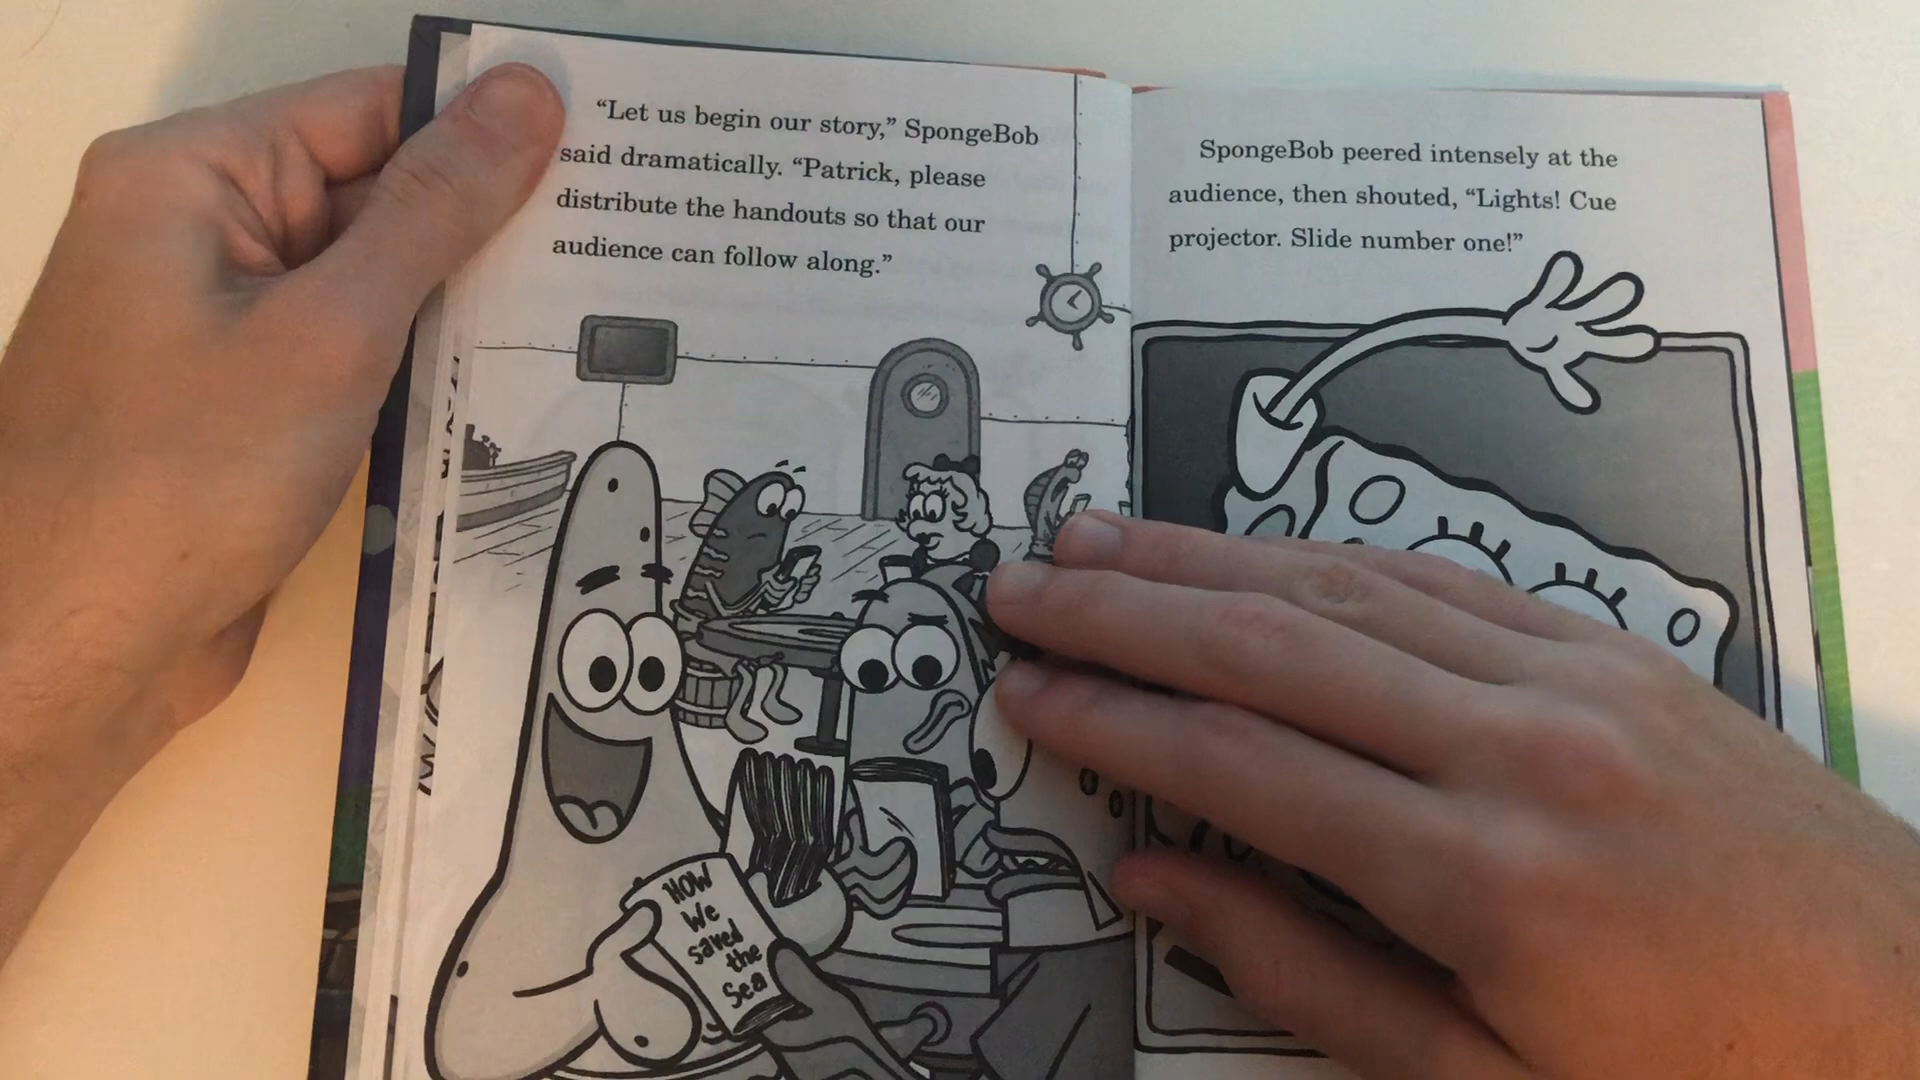 “Let us begin our story,” SpongeBob
said dramatically. “Patrick, please
distribute the handouts so that our
audience can follow along.”
HOW
We
saved
the
Sea
SpongeBob peered intensely at the
audience, then shouted, “Lights! Cue
projector. Slide number one!”